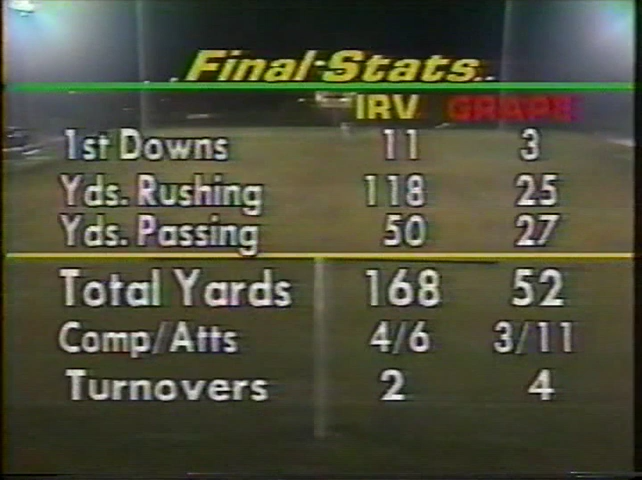 Final Stats
IRV GRAPE
1st Downs 11 3
Yds. Rushing 118 25
Yds. Passing 50 27
Total Yards 168 52
Comp/Atts 4/6 3/11
Turnovers 2 4